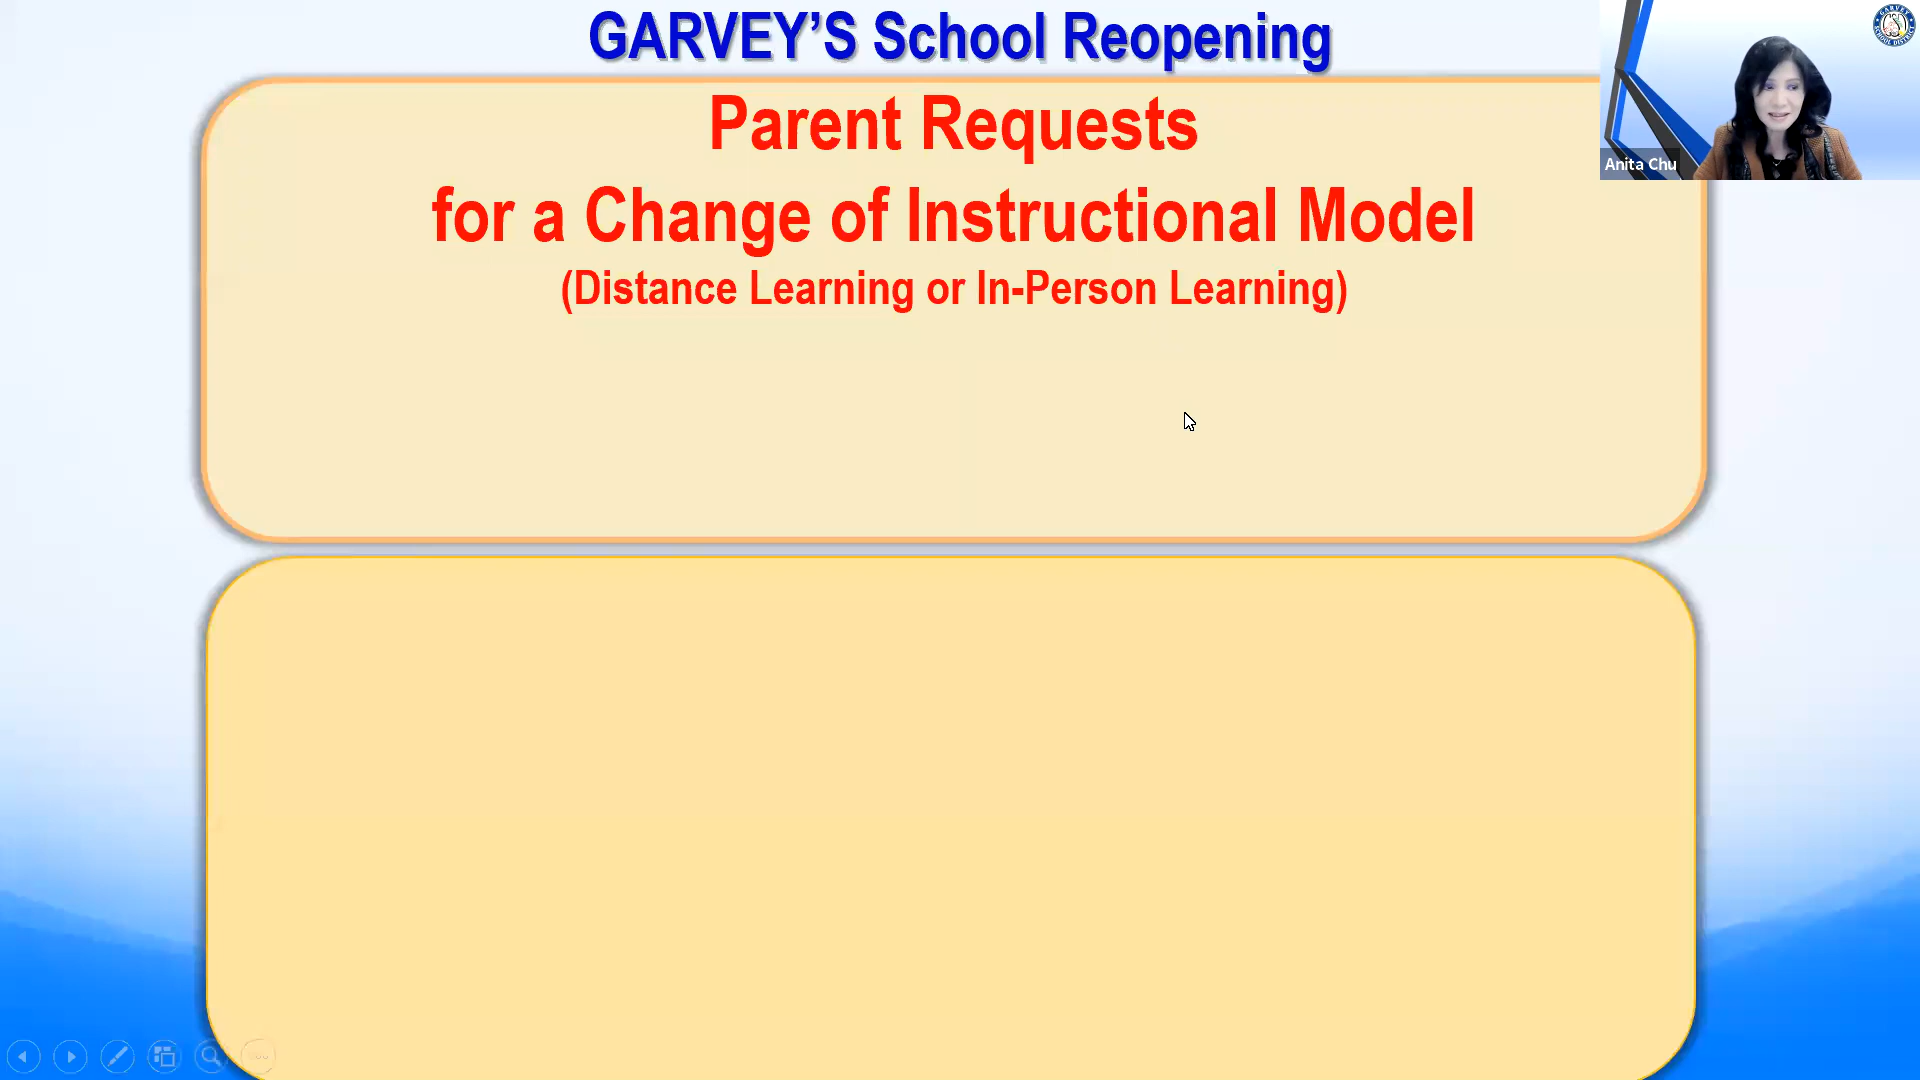 GARVEY’S School Reopening
Parent Requests
for a Change of Instructional Model
(Distance Learning or In-Person Learning)
Anita Chu